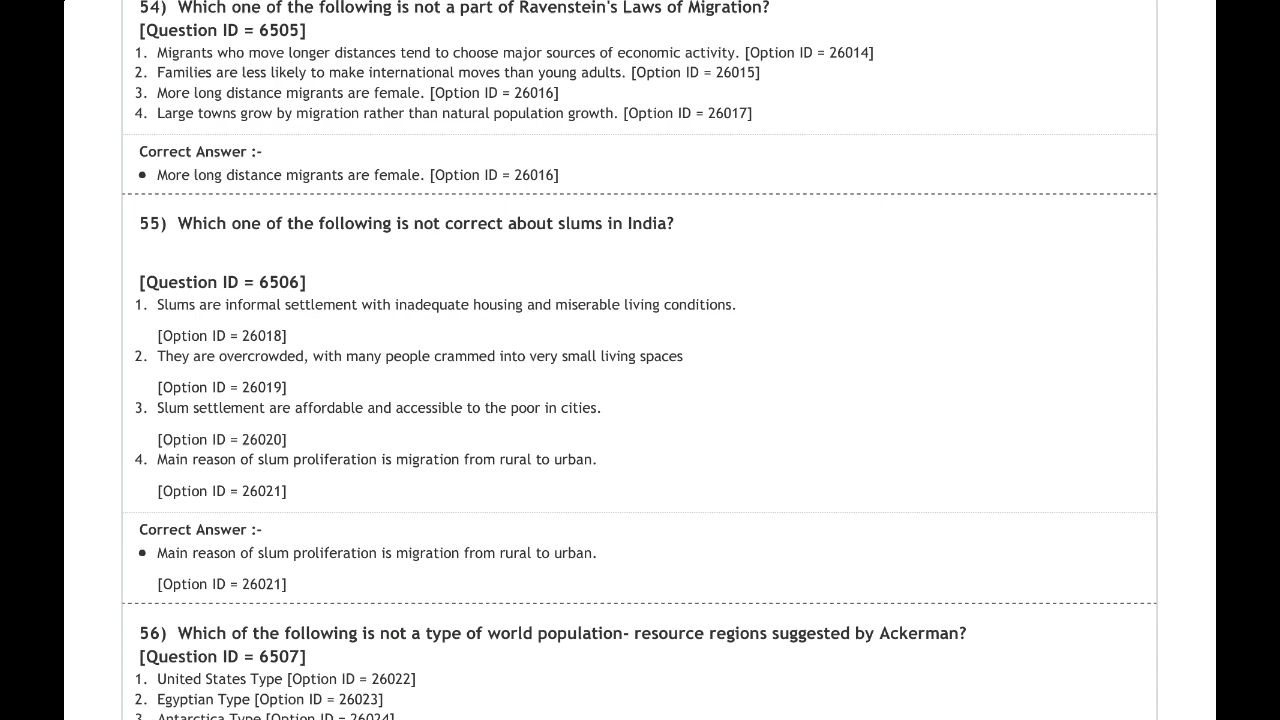 54) Which one of the following is not a part of Ravenstein's Laws of Migration?
[Question ID = 6505]
1. Migrants who move longer distances tend to choose major sources of economic activity. [Option ID = 26014]
2. Families are less likely to make international moves than young adults. [Option ID = 26015]
3. More long distance migrants are female. [Option ID = 26016]
4. Large towns grow by migration rather than natural population growth. [Option ID = 26017]
Correct Answer :-
● More long distance migrants are female. [Option ID = 26016]
55) Which one of the following is not correct about slums in India?
[Question ID = 6506]
1. Slums are informal settlement with inadequate housing and miserable living conditions.
[Option ID = 26018]
2. They are overcrowded, with many people crammed into very small living spaces
[Option ID = 26019]
3. Slum settlement are affordable and accessible to the poor in cities.
[Option ID = 26020]
4. Main reason of slum proliferation is migration from rural to urban.
[Option ID = 26021]
Correct Answer :-
● Main reason of slum proliferation is migration from rural to urban.
[Option ID = 26021]
56) Which of the following is not a type of world population- resource regions suggested by Ackerman?
[Question ID = 6507]
1. United States Type [Option ID = 26022]
2. Egyptian Type [Option ID = 26023]
3. Antarctica Type [Option ID = 26024]